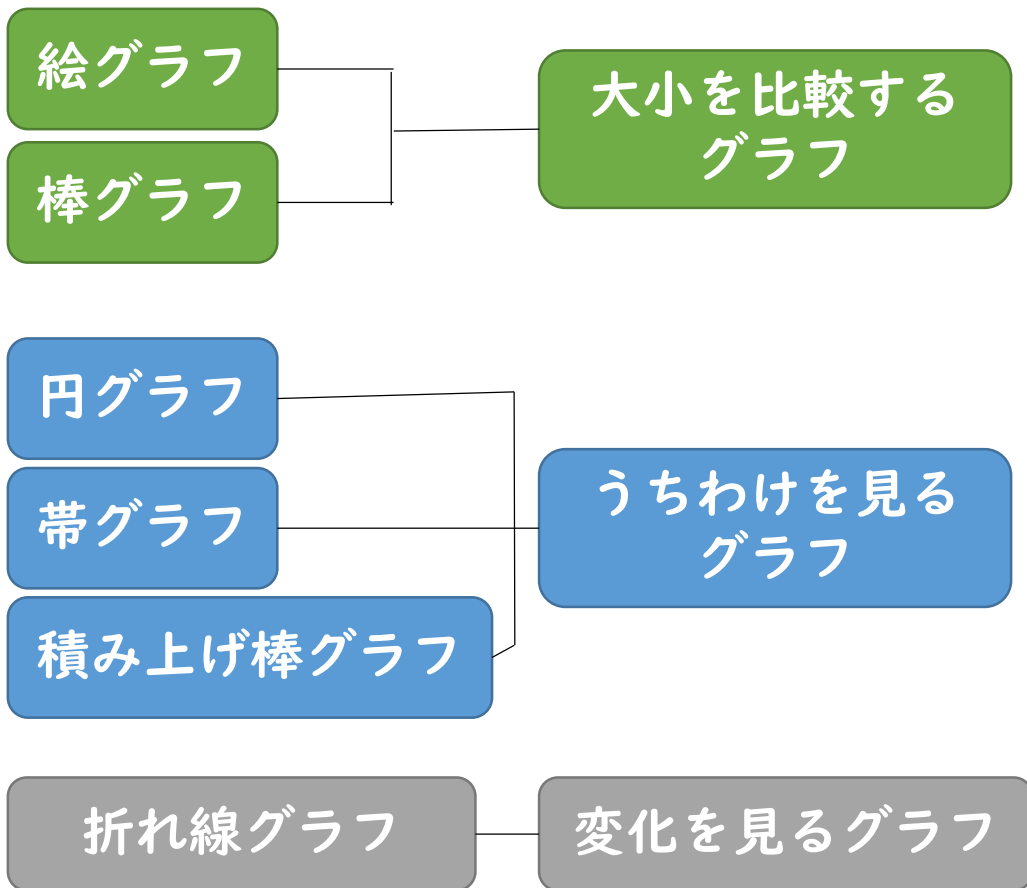 絵グラフ
棒グラフ
大小を比較する
グラフ
円グラフ
帯グラフ
積み上げ棒グラフ
うちわけを見る
グラフ
折れ線グラフ
変化を見るグラフ